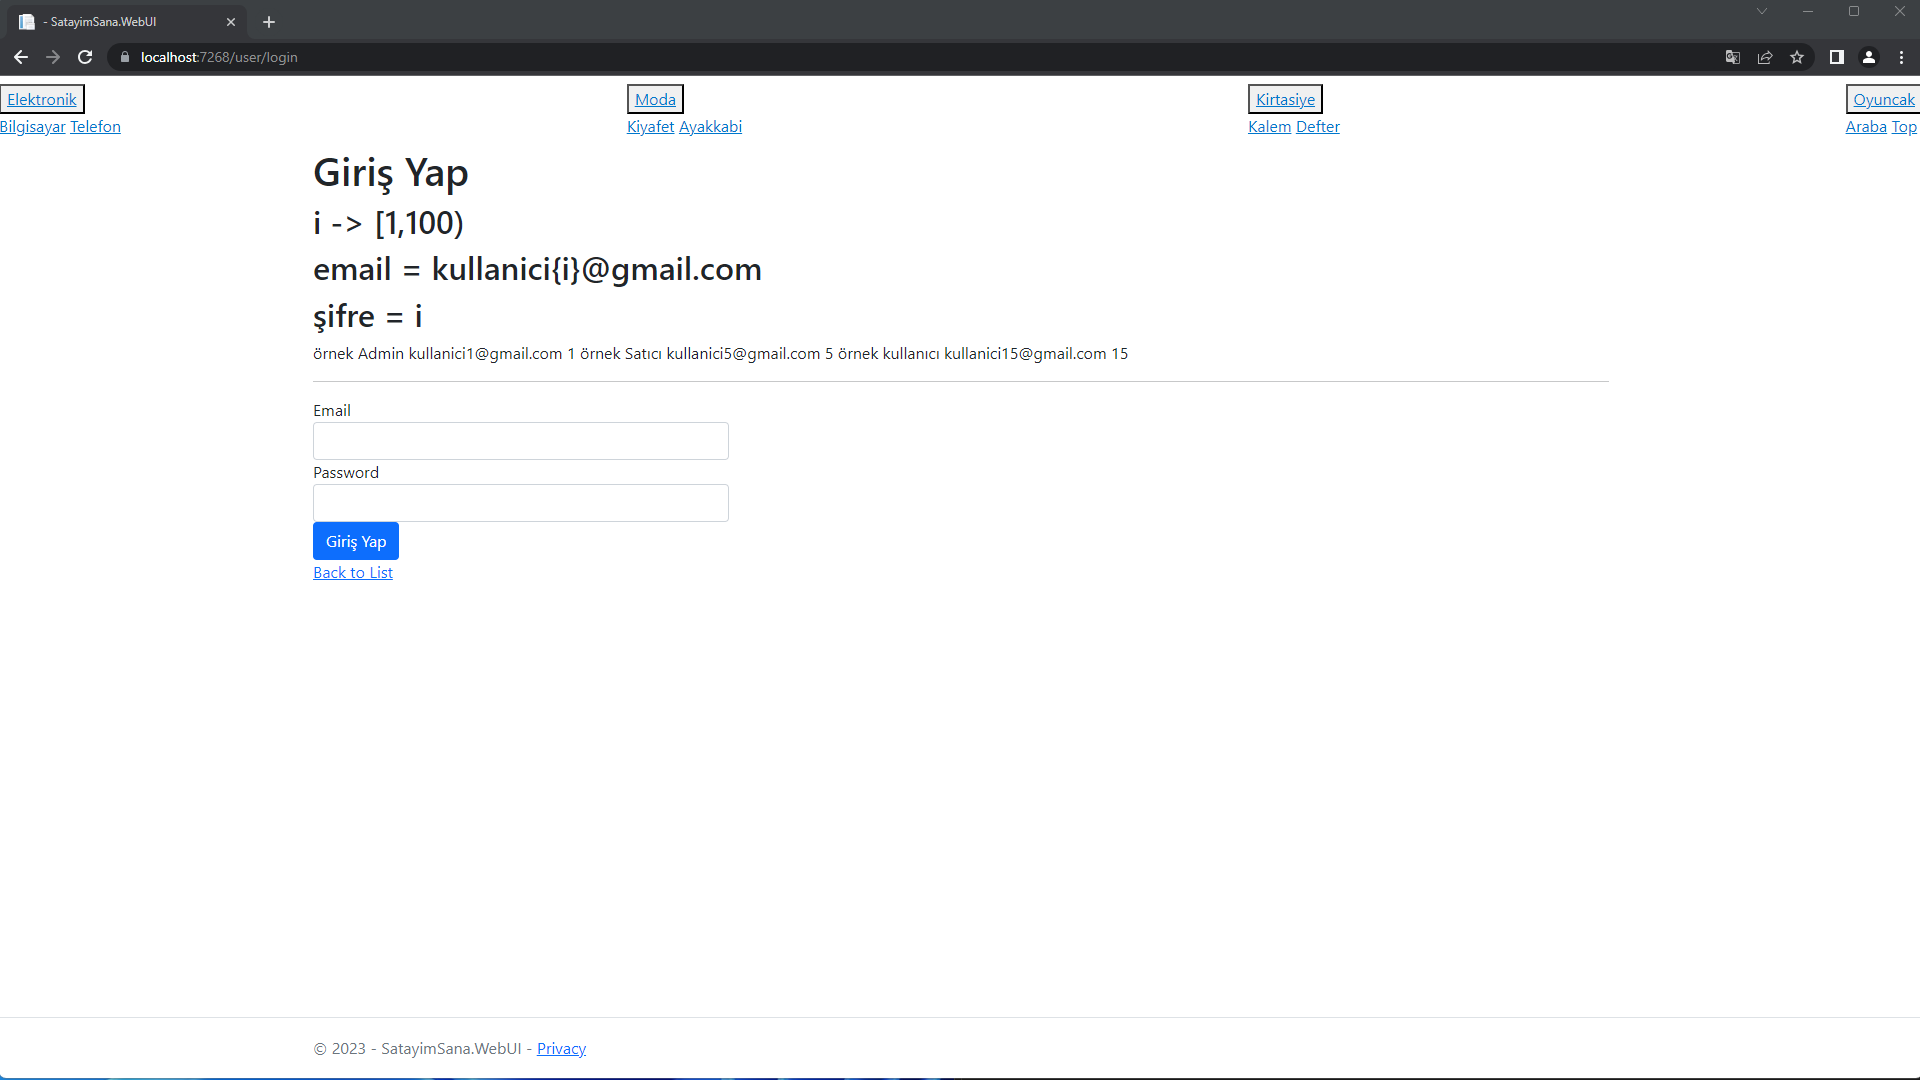 - SatayimSana.WebUI
localhost:7268/user/login
Elektronik Moda Kirtasiye Oyuncak
Bilgisayar Telefon Kiyafet Ayakkabi Kalem Defter Araba Top
Giriş Yap
i -> [1,100)
email = kullanici{i}@gmail.com
şifre = i
örnek Admin kullanici1@gmail.com 1 örnek Satıcı kullanici5@gmail.com 5 örnek kullanıcı kullanici15@gmail.com 15
Email
Password
Giriş Yap
Back to List
© 2023 - SatayimSana.WebUI - Privacy